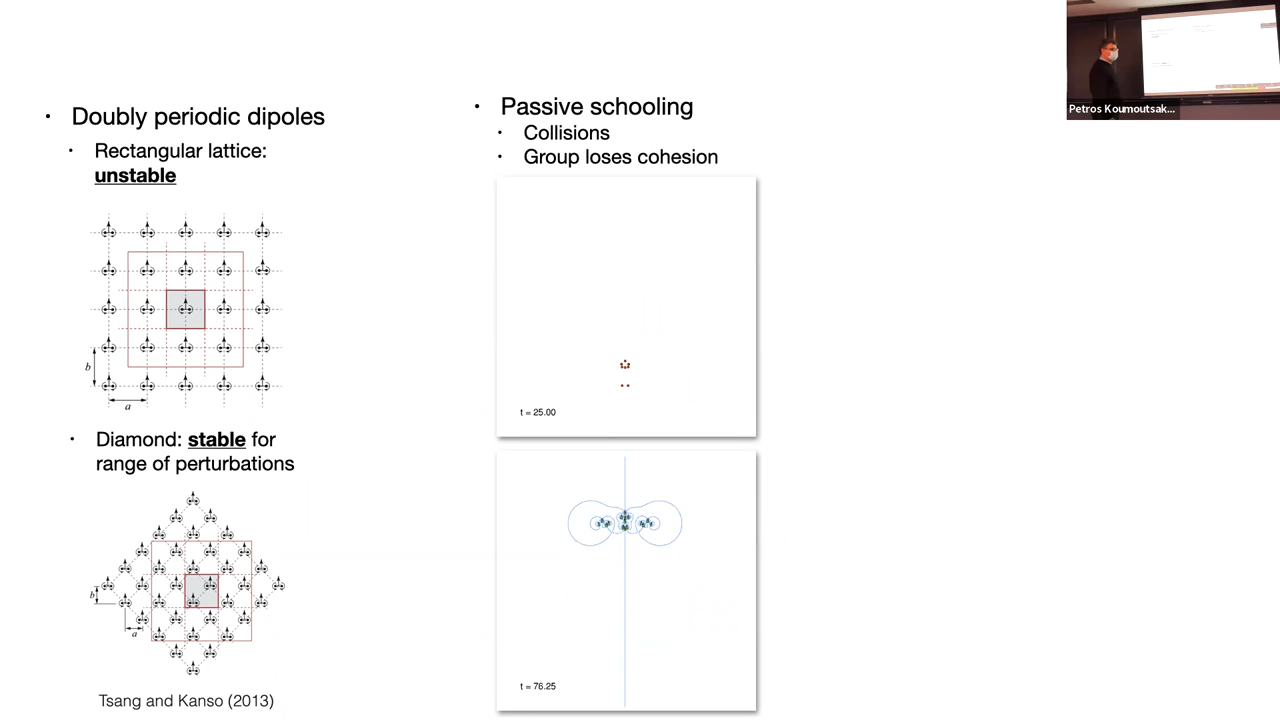 Doubly periodic dipoles
Rectangular lattice:
unstable
b
a
Diamond: stable for
range of perturbations
b
a
Tsang and Kanso (2013)
Passive schooling
Collisions
Group loses cohesion
t = 25.00
t = 76.25
Petros Koumoutsak...